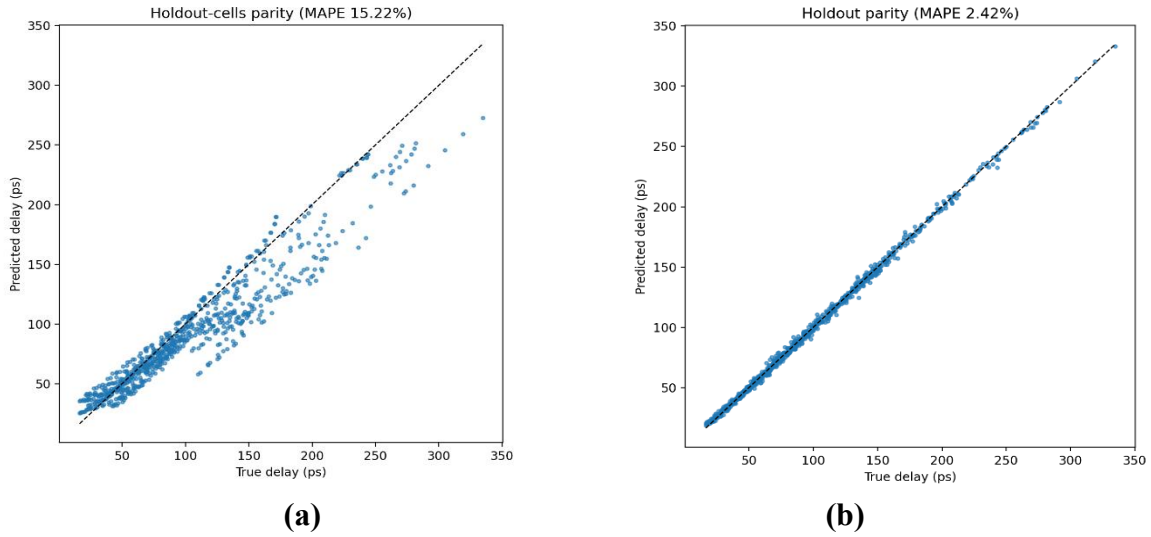 Holdout-cells parity (MAPE 15.22%)
Predicted delay (ps)
350
300
250
200
150
100
50
50 100 150 200 250 300 350
True delay (ps)
(a)
Holdout parity (MAPE 2.42%)
Predicted delay (ps)
350
300
250
200
150
100
50
50 100 150 200 250 300 350
True delay (ps)
(b)